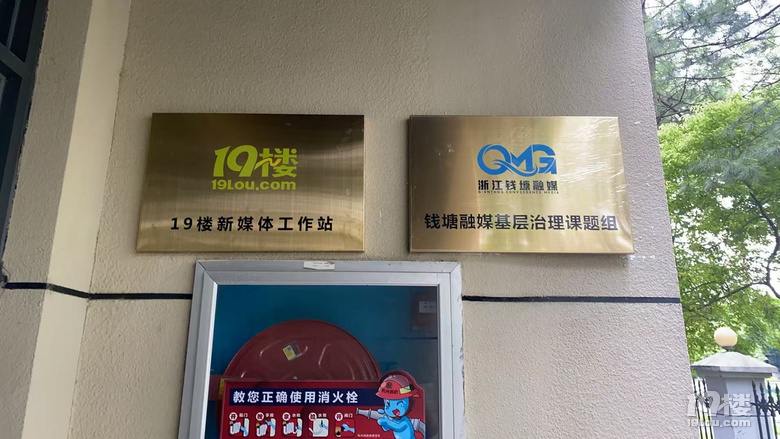 19楼
19Lou.com
19楼新媒体工作站
QMG
浙江钱塘融媒
QIANTANG CONVERGENCE MEDIA
钱塘融媒基层治理课题组
教您正确使用消火栓
19楼